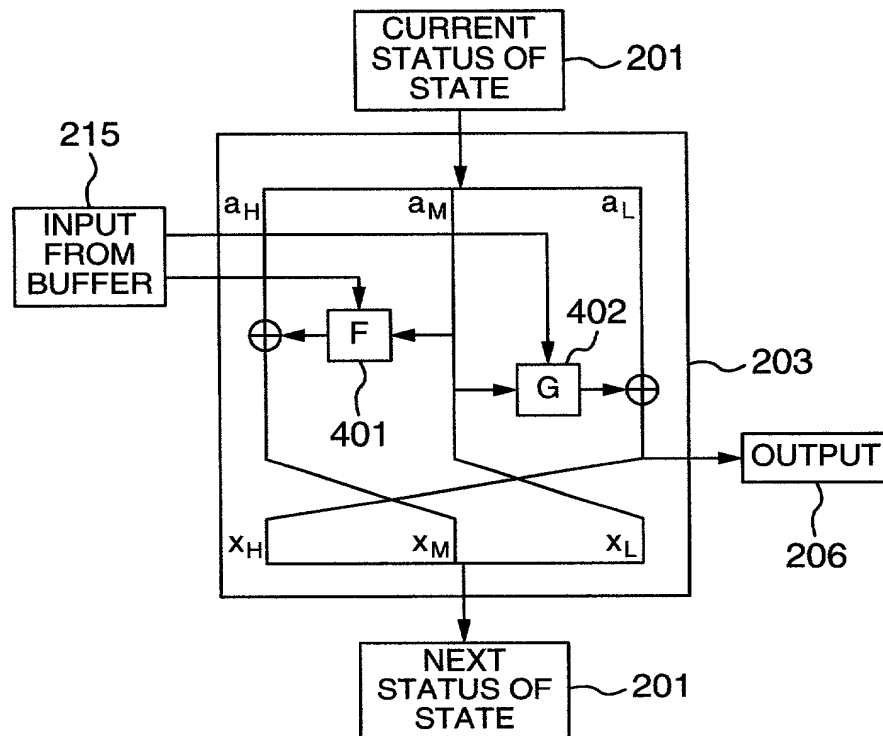 CURRENT
STATUS OF
STATE
201
215
INPUT
FROM
BUFFER
aH aM aL
F
401
402
G
203
OUTPUT
206
xH xM xL
NEXT
STATUS OF
STATE
201